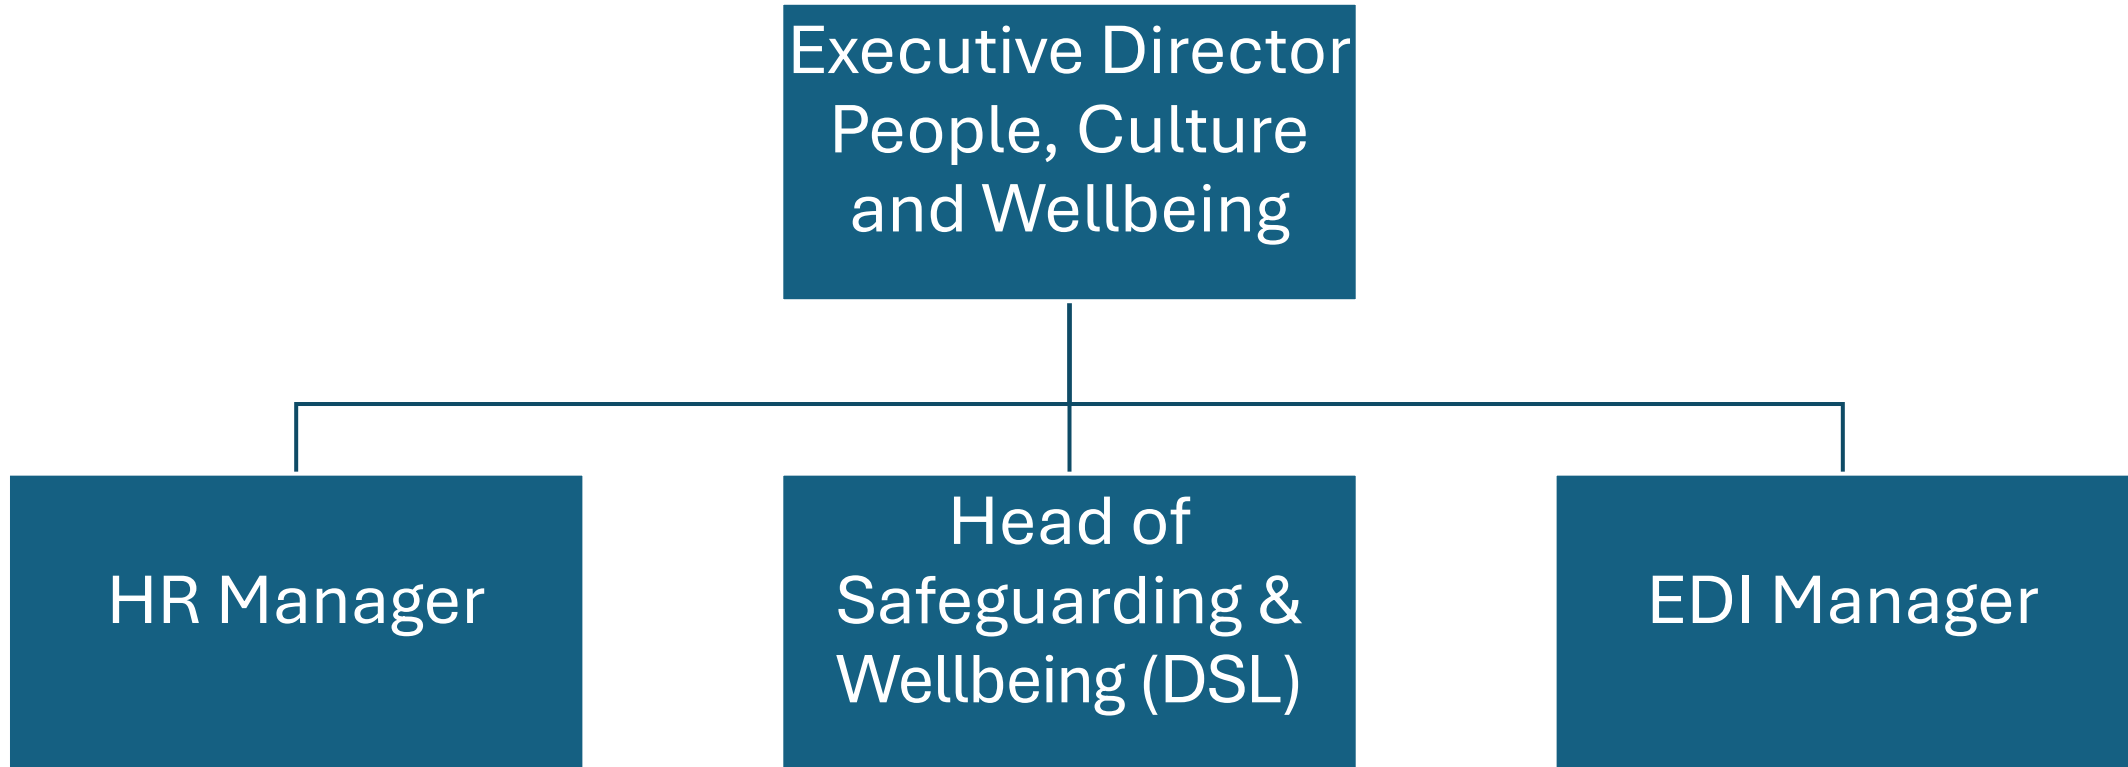 Executive Director
People, Culture
and Wellbeing
HR Manager
Head of
Safeguarding &
Wellbeing (DSL)
EDI Manager